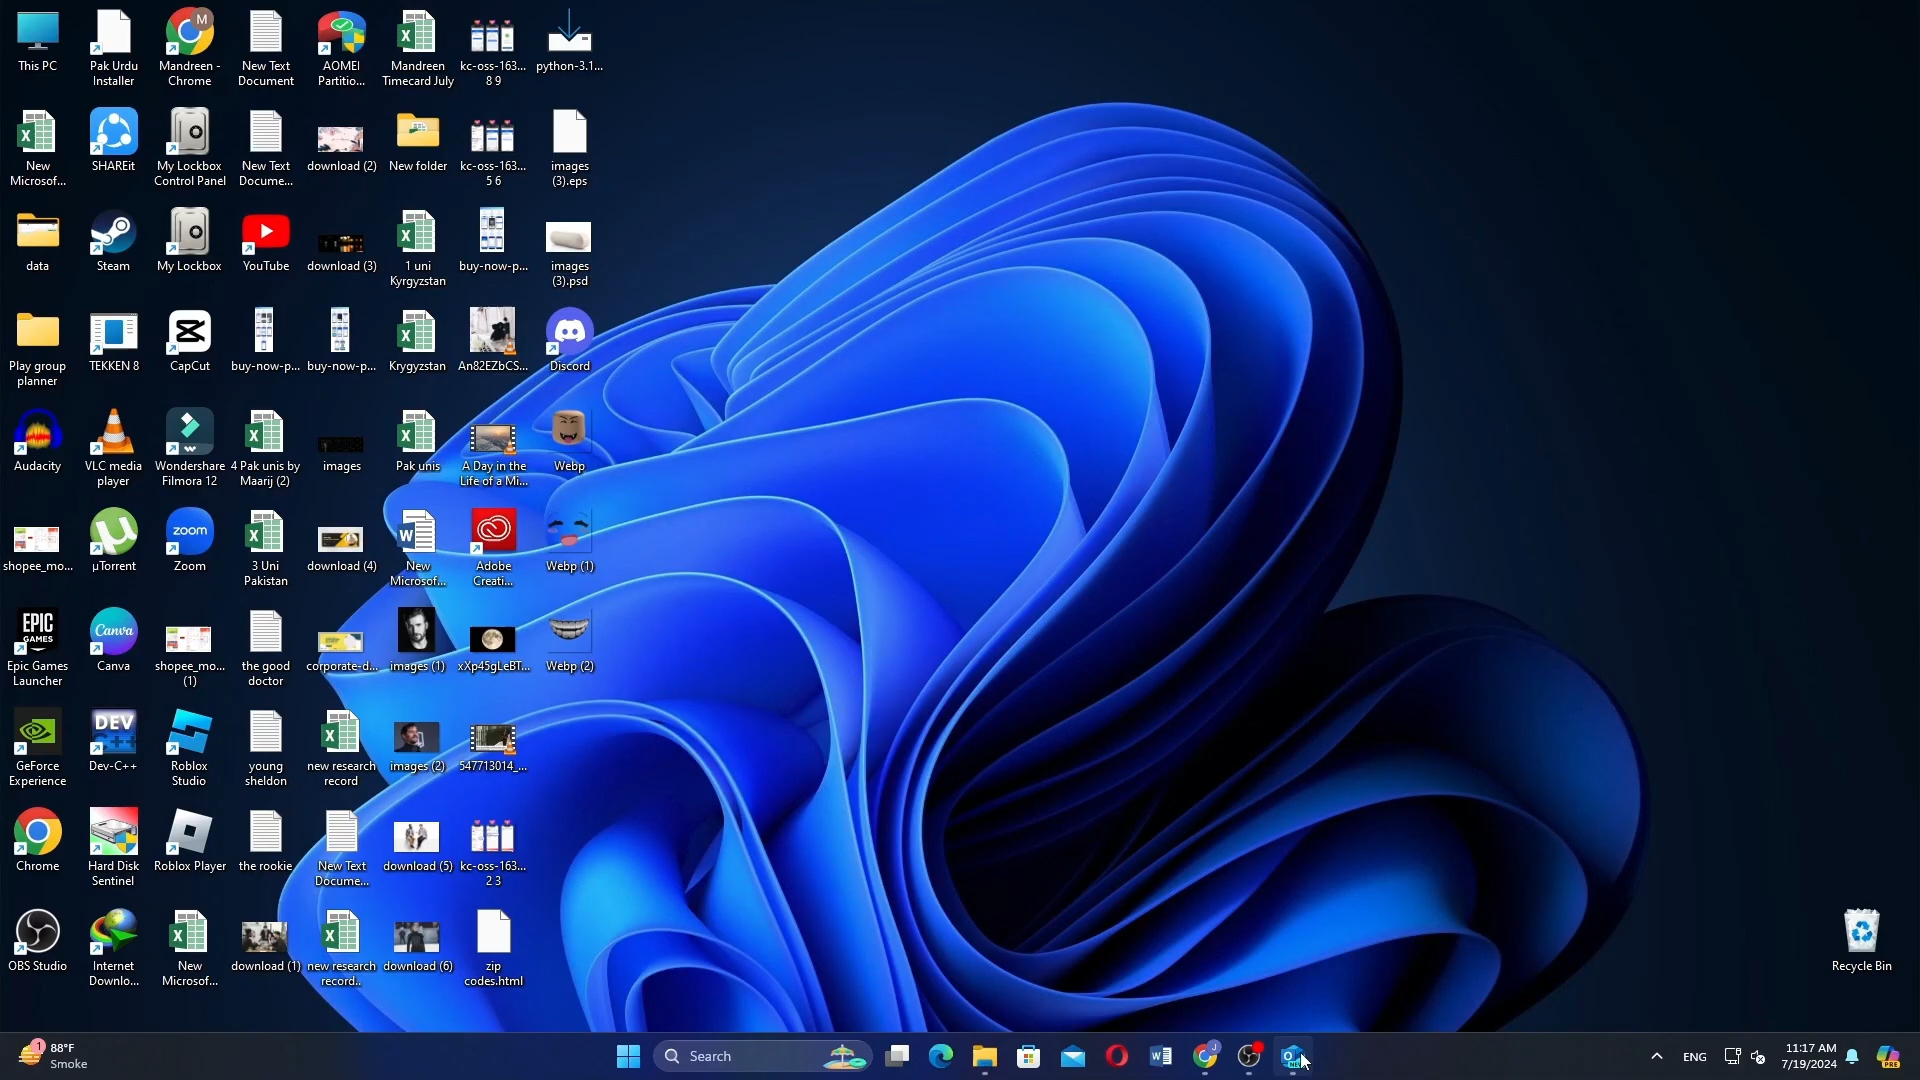 This PC
Pak Urdu
Installer
Mandreen -
Chrome
New Text
Document
AOMEI
Partitio...
Mandreen
Timecard July
kc-oss-163...
8 9
python-3.1...
New
Microsof...
SHAREit
My Lockbox
Control Panel
New Text
Docume...
download (2)
New folder
kc-oss-163...
5 6
images
(3).eps
data
Steam
My Lockbox
YouTube
download (3)
1 uni
Kyrgyzstan
buy-now-p...
images
(3).psd
Play group
planner
TEKKEN 8
CapCut
buy-now-p...
buy-now-p...
Krygyzstan
An82EZbCS...
Discord
Audacity
VLC media
player
Wondershare
Filmora 12
4 Pak unis by
Maarij (2)
images
Pak unis
A Day in the
Life of a Mi...
Webp
shopee_mo...
µTorrent
zoom
Zoom
3 Uni
Pakistan
download (4)
New
Microsof...
Adobe
Creati...
Webp (1)
EPIC
GAMES
Epic Games
Launcher
Canva
Canva
shopee_mo...
(1)
the good
doctor
corporate-d...
images (1)
xXp45gLeBT...
Webp (2)
GeForce
Experience
DEV
C++
Dev-C++
Roblox
Studio
young
sheldon
new research
record
images (2)
547713014_...
Chrome
Hard Disk
Sentinel
Roblox Player
the rookie
New Text
Docume...
download (5)
kc-oss-163...
2 3
OBS Studio
Internet
Downlo...
New
Microsof...
download (1)
new research
record..
download (6)
zip
codes.html
Recycle Bin
1
88°F
Smoke
Search
ENG
11:17 AM
7/19/2024